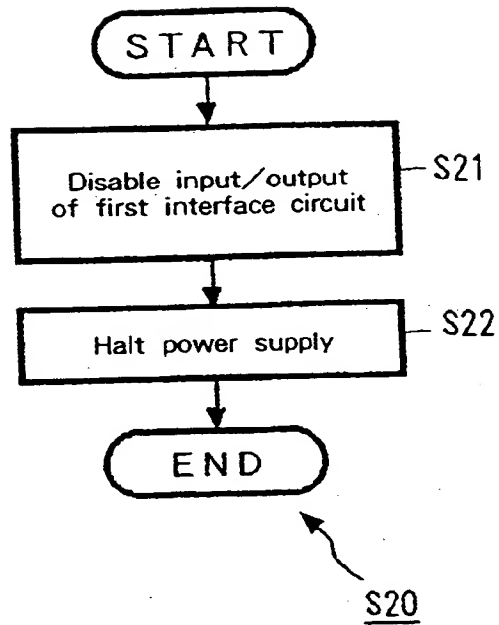 START
Disable input/output
of first interface circuit
S21
Halt power supply
S22
END
S20